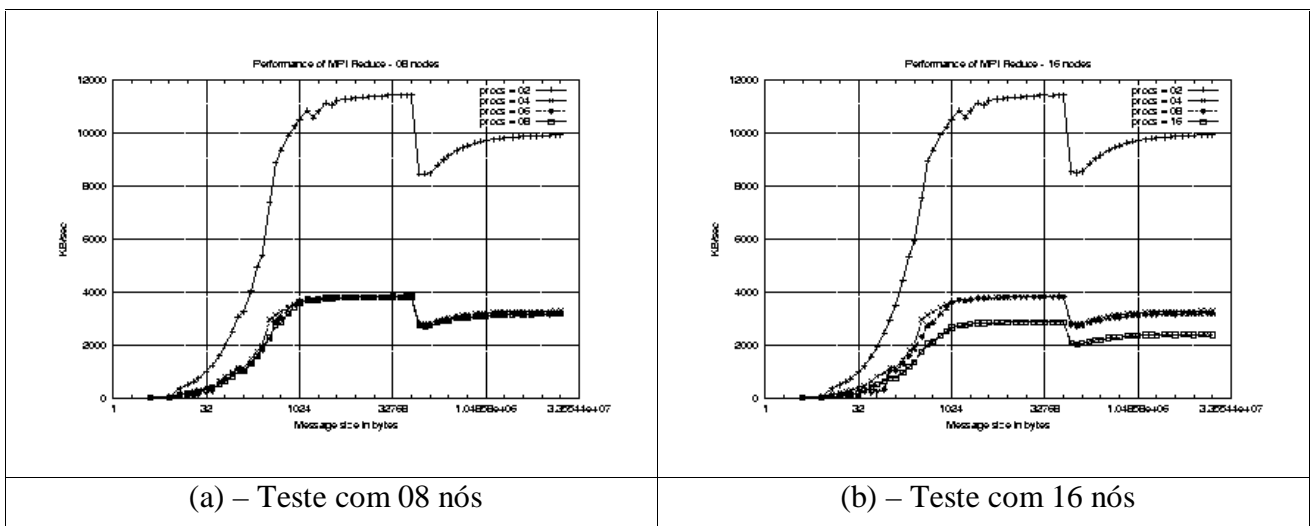 Performance of MPI Reduce - 08 nodes
12000
10000
8000
6000
4000
2000
0
KB/sec
procs = 02
procs = 04
procs = 06
procs = 08
1
32
1024
32768
1.04858e+06
3.35544e+07
Message size in bytes
(a) – Teste com 08 nós
Performance of MPI Reduce - 16 nodes
12000
10000
8000
6000
4000
2000
0
KB/sec
procs = 02
procs = 04
procs = 08
procs = 16
1
32
1024
32768
1.04858e+06
3.35544e+07
Message size in bytes
(b) – Teste com 16 nós